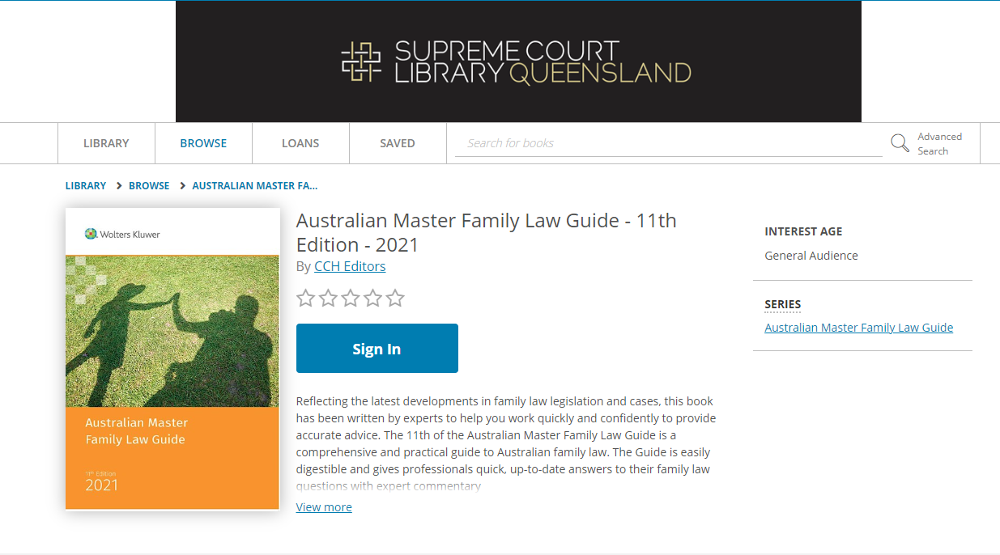 SUPREME COURT
LIBRARY QUEENSLAND
LIBRARY
BROWSE
LOANS
SAVED
Search for books
Advanced
Search
LIBRARY
BROWSE
AUSTRALIAN MASTER FA...
Wolters Kluwer
Australian Master
Family Law Guide
11th Edition
2021
Australian Master Family Law Guide - 11th
Edition - 2021
By CCH Editors
Sign In
Reflecting the latest developments in family law legislation and cases, this book
has been written by experts to help you work quickly and confidently to provide
accurate advice. The 11th of the Australian Master Family Law Guide is a
comprehensive and practical guide to Australian family law. The Guide is easily
digestible and gives professionals quick, up-to-date answers to their family law
questions with expert commentary
View more
INTEREST AGE
General Audience
SERIES
Australian Master Family Law Guide